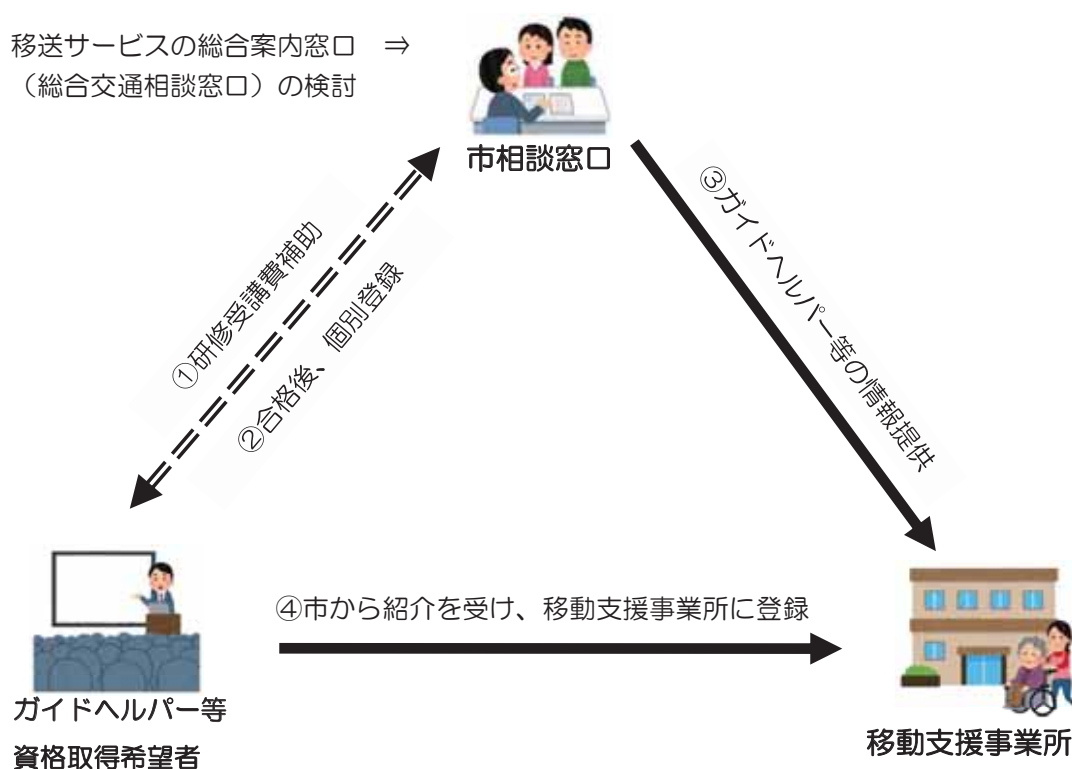 移送サービスの総合案内窓口　⇒
（総合交通相談窓口）の検討
市相談窓口
①研修受講費補助
②合格後、個別登録
③ガイドヘルパー等の情報提供
④市から紹介を受け、移動支援事業所に登録
ガイドヘルパー等
資格取得希望者
移動支援事業所